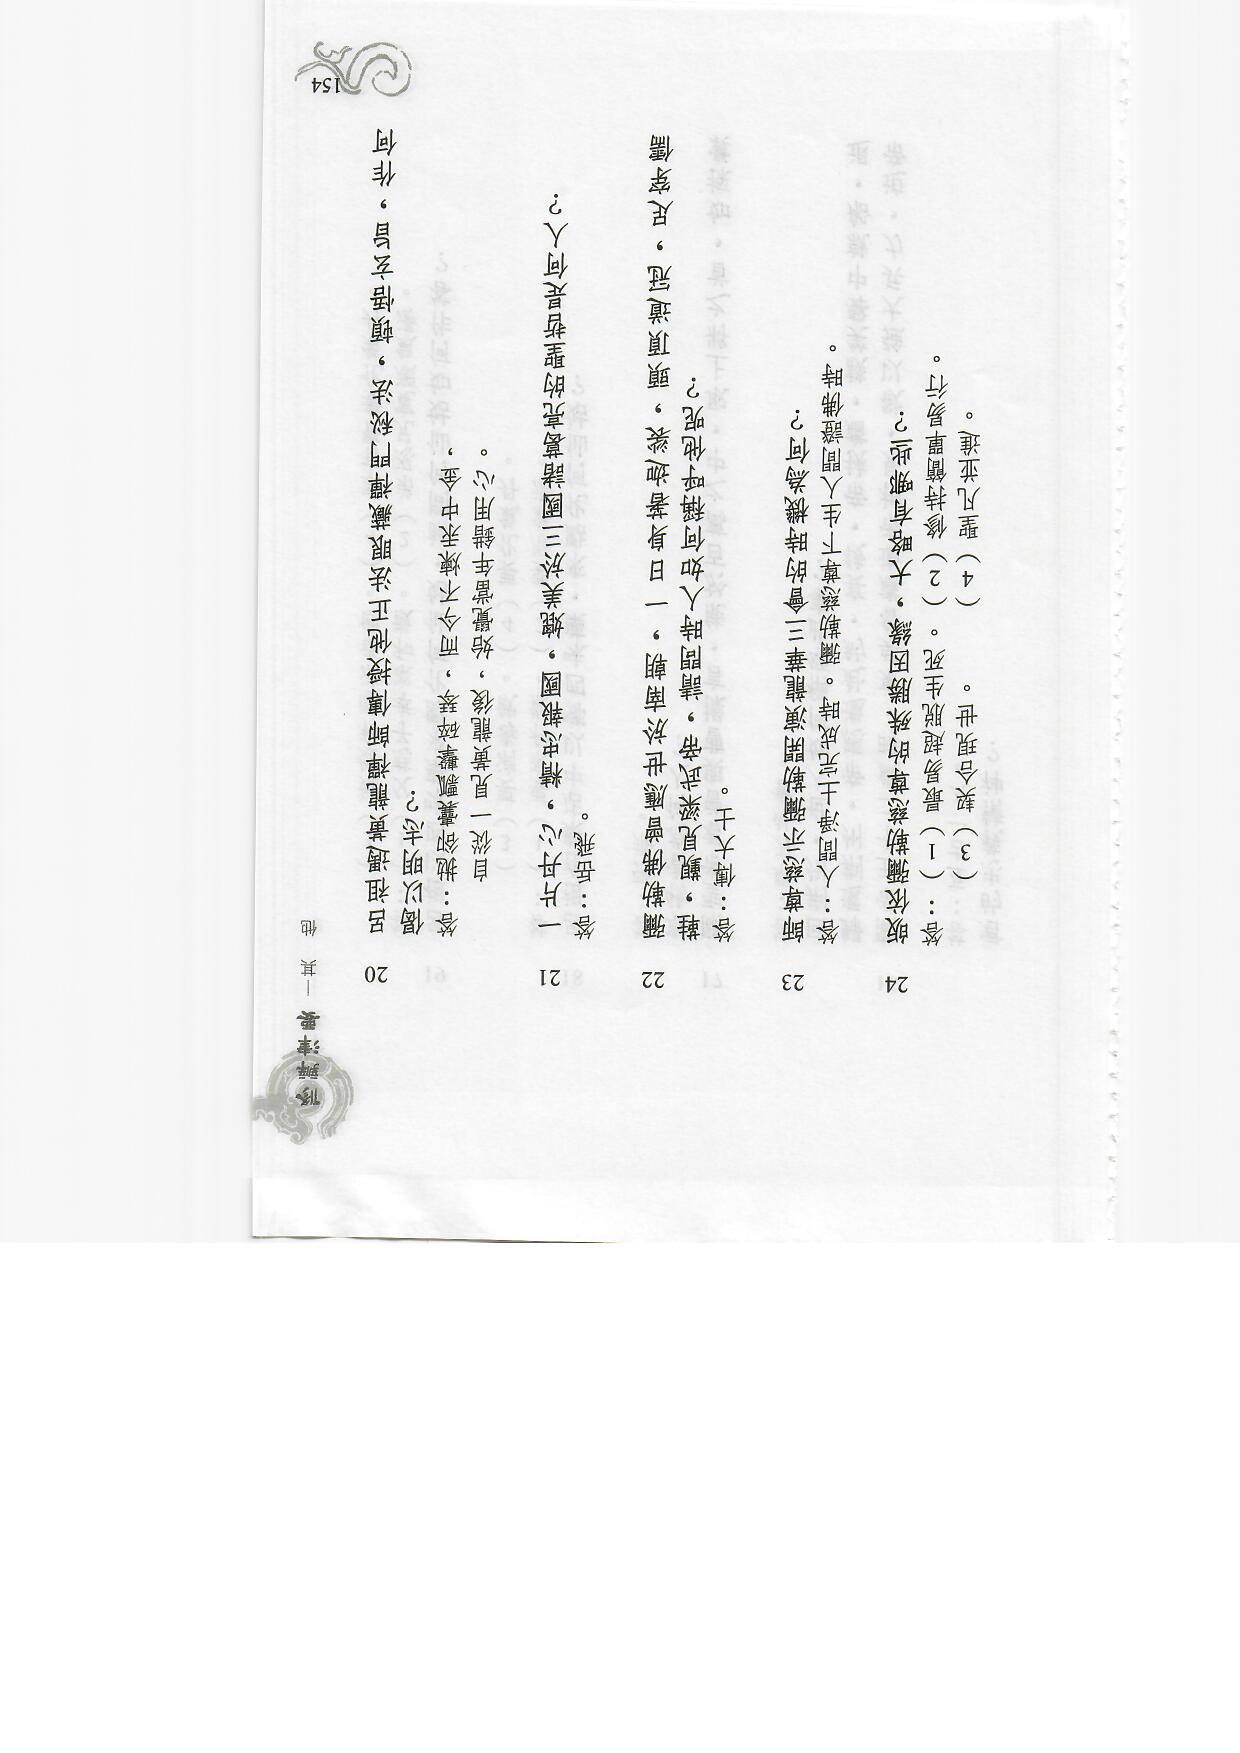 修辦津要－其 他
20 呂祖遇黃龍禪師傳授他正法眼藏禪門秘法，頓悟玄旨，作何
偈以明志？
答：拋卻囊瓢擊碎琴，而今不煉汞中金，
自從一見黃龍後，始覺當年錯用心。
21 一片丹心，精忠報國，媲美於三國諸葛亮的聖哲是何人？
答：岳飛。
22 彌勒佛曾應世於南朝，一日身著迦裟，頭頂道冠，足穿儒
鞋，覲見梁武帝，請問時人如何稱呼他呢？
答：傅大士。
23 師尊慈示彌勒開演龍華三會的時機為何？
答：人間淨土完成時。彌勒慈尊下生人間證佛時。
24 皈依彌勒慈尊的殊勝因緣，大略有哪些？
答：（1）最易超脫生死。（2）修持簡單易行。
（3）契合現世。 （4）聖凡並進。
154